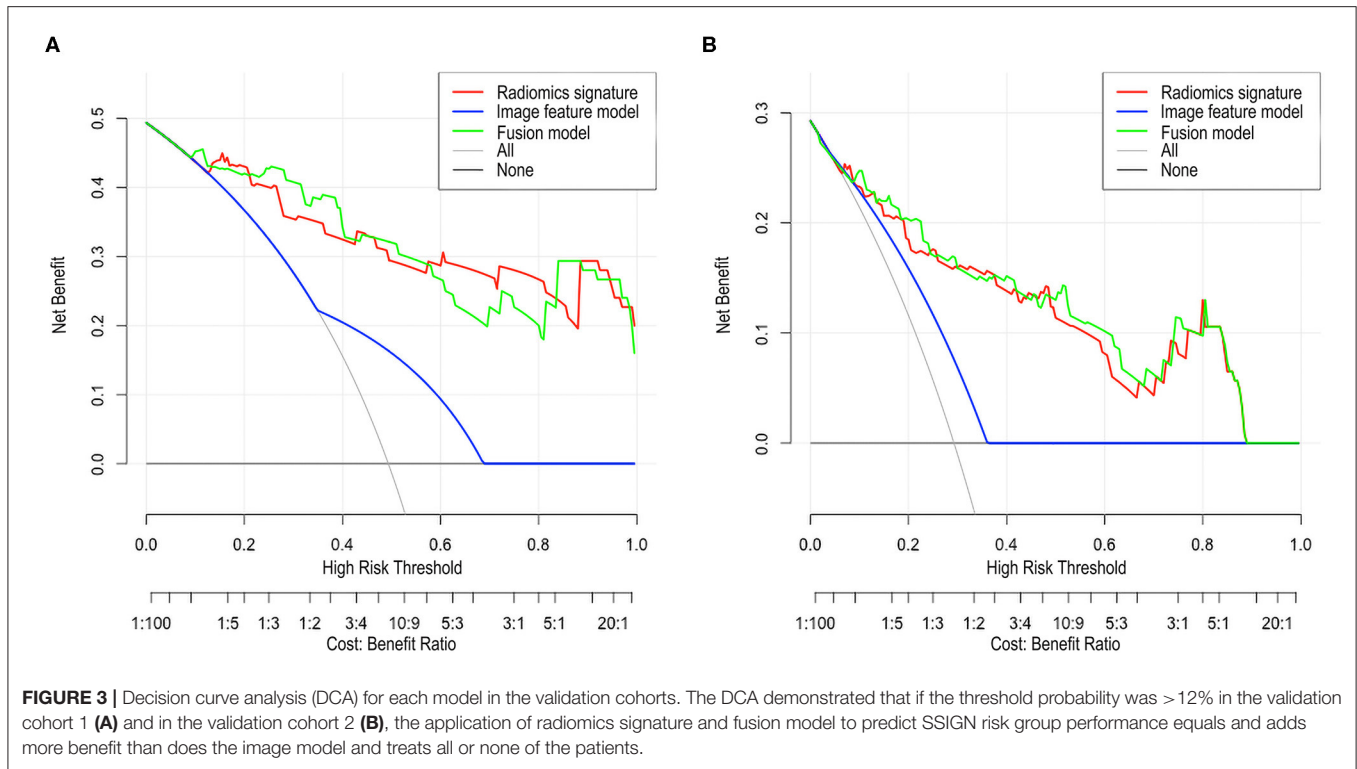 A
Radiomics signature
Image feature model
Fusion model
All
None
Net Benefit
0.5
0.4
0.3
0.2
0.1
0.0
0.0 0.2 0.4 0.6 0.8 1.0
High Risk Threshold
1:100 1:5 1:3 1:2 3:4 10:9 5:3 3:1 5:1 20:1
Cost: Benefit Ratio
B
Radiomics signature
Image feature model
Fusion model
All
None
Net Benefit
0.3
0.2
0.1
0.0
0.0 0.2 0.4 0.6 0.8 1.0
High Risk Threshold
1:100 1:5 1:3 1:2 3:4 10:9 5:3 3:1 5:1 20:1
Cost: Benefit Ratio
FIGURE 3 | Decision curve analysis (DCA) for each model in the validation cohorts. The DCA demonstrated that if the threshold probability was >12% in the validation
cohort 1 (A) and in the validation cohort 2 (B), the application of radiomics signature and fusion model to predict SSIGN risk group performance equals and adds
more benefit than does the image model and treats all or none of the patients.